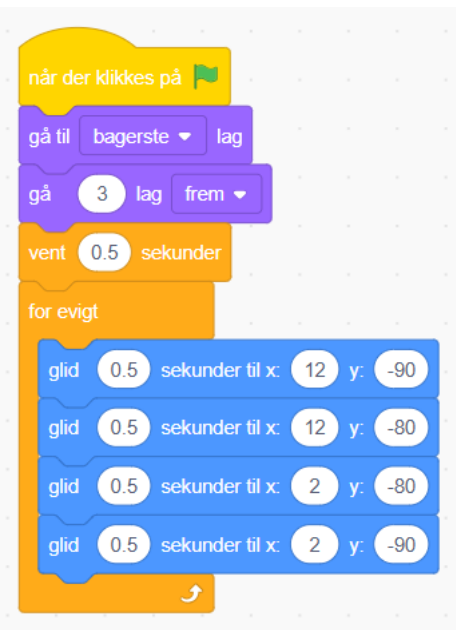 når der klikkes på
gå til bagerste lag
gå 3 lag frem
vent 0.5 sekunder
for evigt
glid 0.5 sekunder til x: 12 y: -90
glid 0.5 sekunder til x: 12 y: -80
glid 0.5 sekunder til x: 2 y: -80
glid 0.5 sekunder til x: 2 y: -90